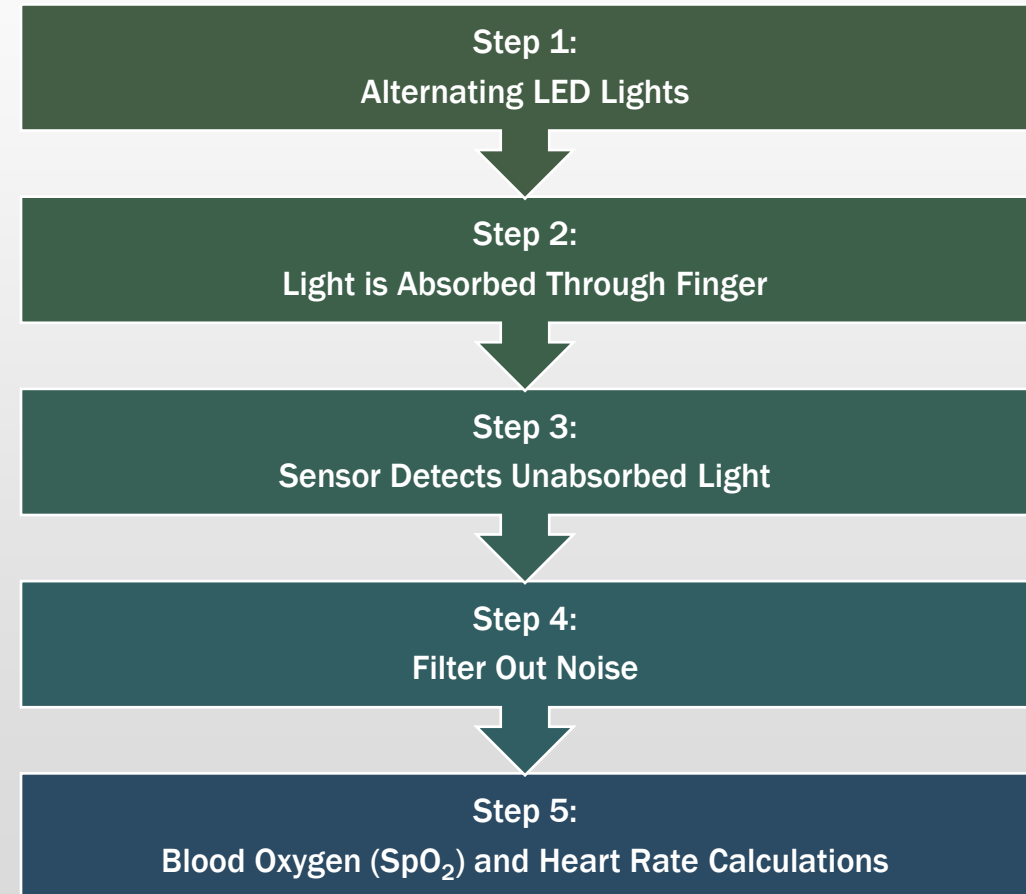 Step 1:
Alternating LED Lights
Step 2:
Light is Absorbed Through Finger
Step 3:
Sensor Detects Unabsorbed Light
Step 4:
Filter Out Noise
Step 5:
Blood Oxygen (SpO₂) and Heart Rate Calculations